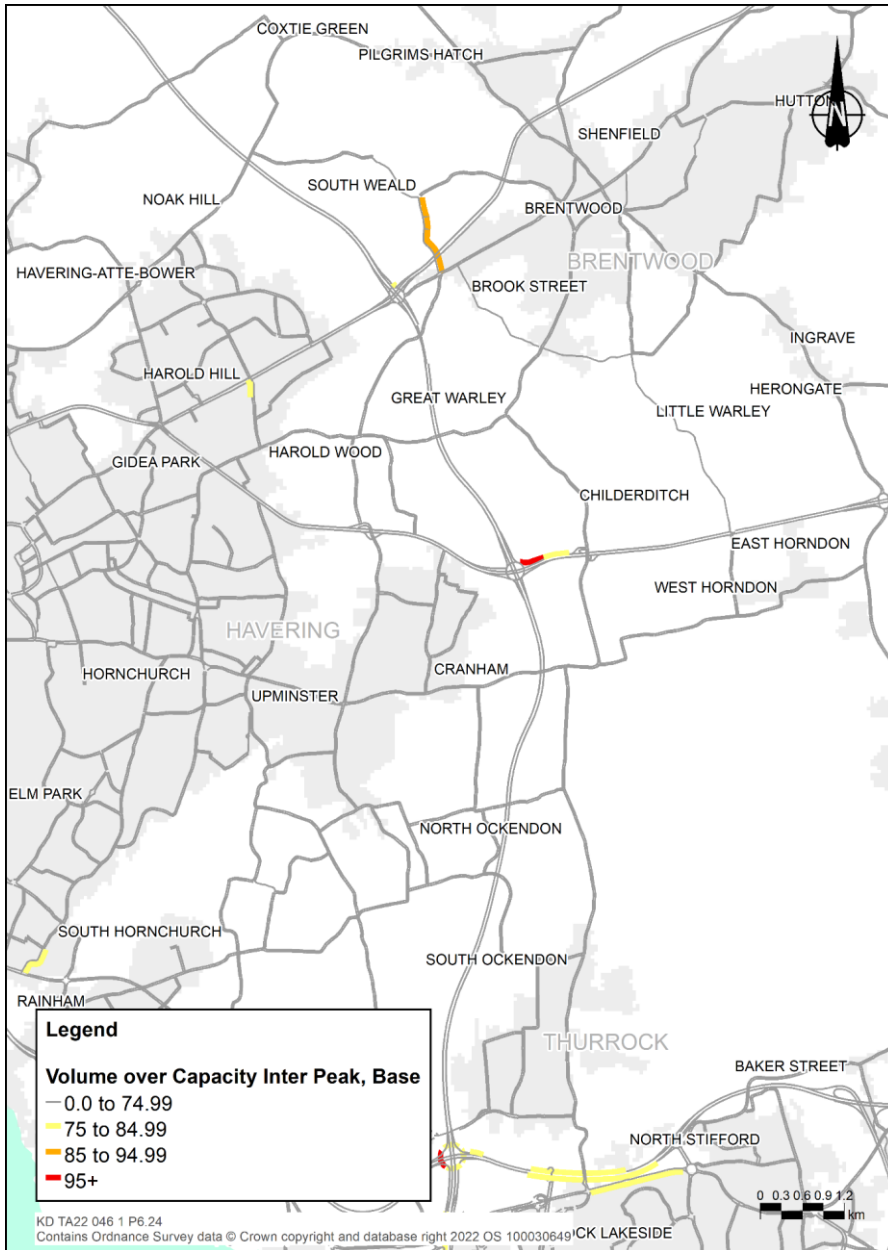 COXTIE GREEN
PILGRIMS HATCH
HUTTON
N
SHENFIELD
SOUTH WEALD
NOAK HILL
BRENTWOOD
BRENTWOOD
HAVERING-ATTE-BOWER
BROOK STREET
INGRAVE
HAROLD HILL
HERONGATE
GREAT WARLEY
LITTLE WARLEY
HAROLD WOOD
GIDEA PARK
CHILDERDITCH
EAST HORNDON
WEST HORNDON
HAVERING
CRANHAM
HORNCHURCH
UPMINSTER
ELM PARK
NORTH OCKENDON
SOUTH HORNCHURCH
SOUTH OCKENDON
RAINHAM
THURROCK
BAKER STREET
NORTH STIFFORD
Legend
Volume over Capacity Inter Peak, Base
0.0 to 74.99
75 to 84.99
85 to 94.99
95+
0 0.3 0.6 0.9 1.2
km
KD TA22 046 1 P6.24
Contains Ordnance Survey data © Crown copyright and database right 2022 OS 100030649
OCK LAKESIDE